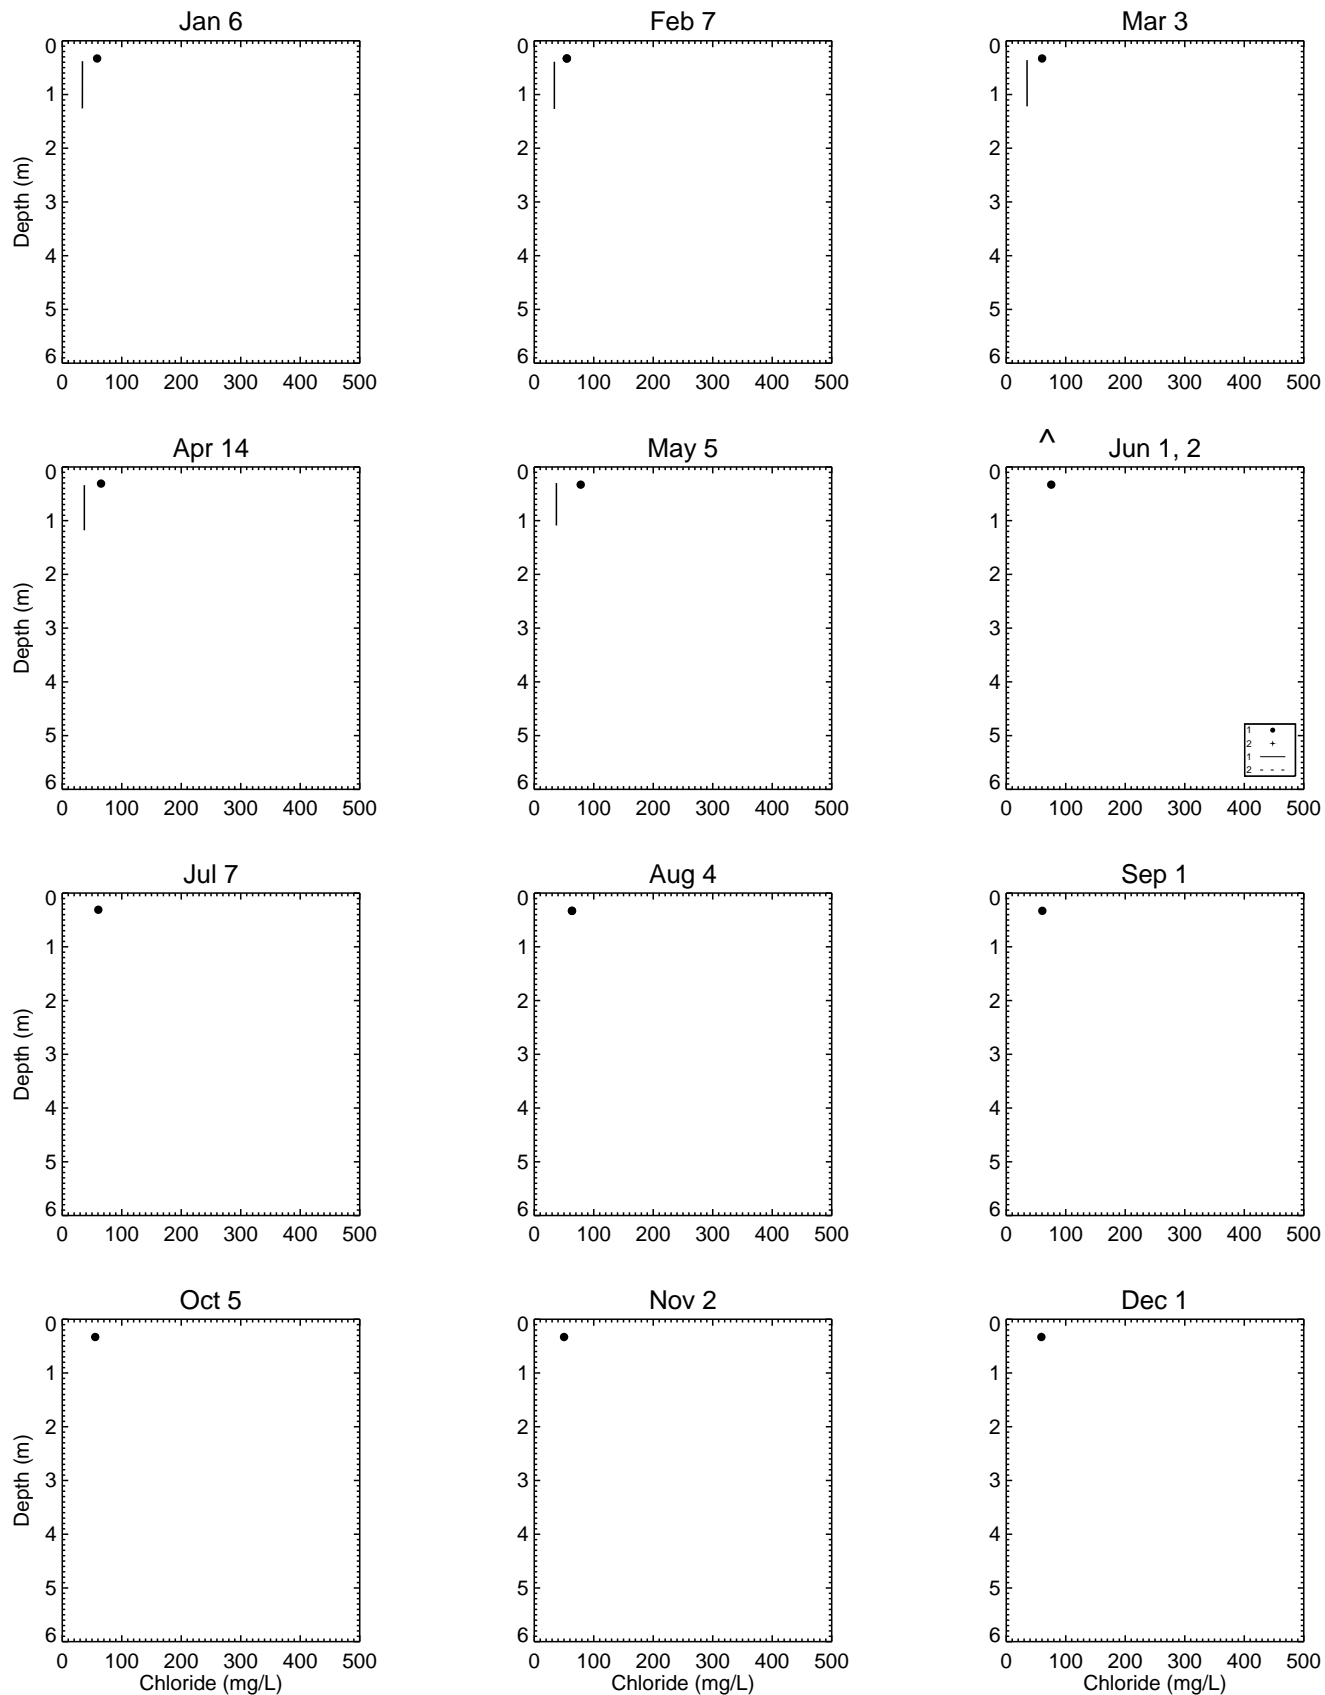 Jan 6
Feb 7
Mar 3
0
1
2
3
4
5
6
Depth (m)
0 100 200 300 400 500
0
1
2
3
4
5
6
0 100 200 300 400 500
0
1
2
3
4
5
6
0 100 200 300 400 500
Apr 14
May 5
^
Jun 1, 2
0
1
2
3
4
5
6
Depth (m)
0 100 200 300 400 500
0
1
2
3
4
5
6
0 100 200 300 400 500
0
1
2
3
4
5
6
1
2
1
2
0 100 200 300 400 500
Jul 7
Aug 4
Sep 1
0
1
2
3
4
5
6
Depth (m)
0 100 200 300 400 500
0
1
2
3
4
5
6
0 100 200 300 400 500
0
1
2
3
4
5
6
0 100 200 300 400 500
Oct 5
Nov 2
Dec 1
0
1
2
3
4
5
6
Depth (m)
0 100 200 300 400 500
Chloride (mg/L)
0
1
2
3
4
5
6
0 100 200 300 400 500
Chloride (mg/L)
0
1
2
3
4
5
6
0 100 200 300 400 500
Chloride (mg/L)